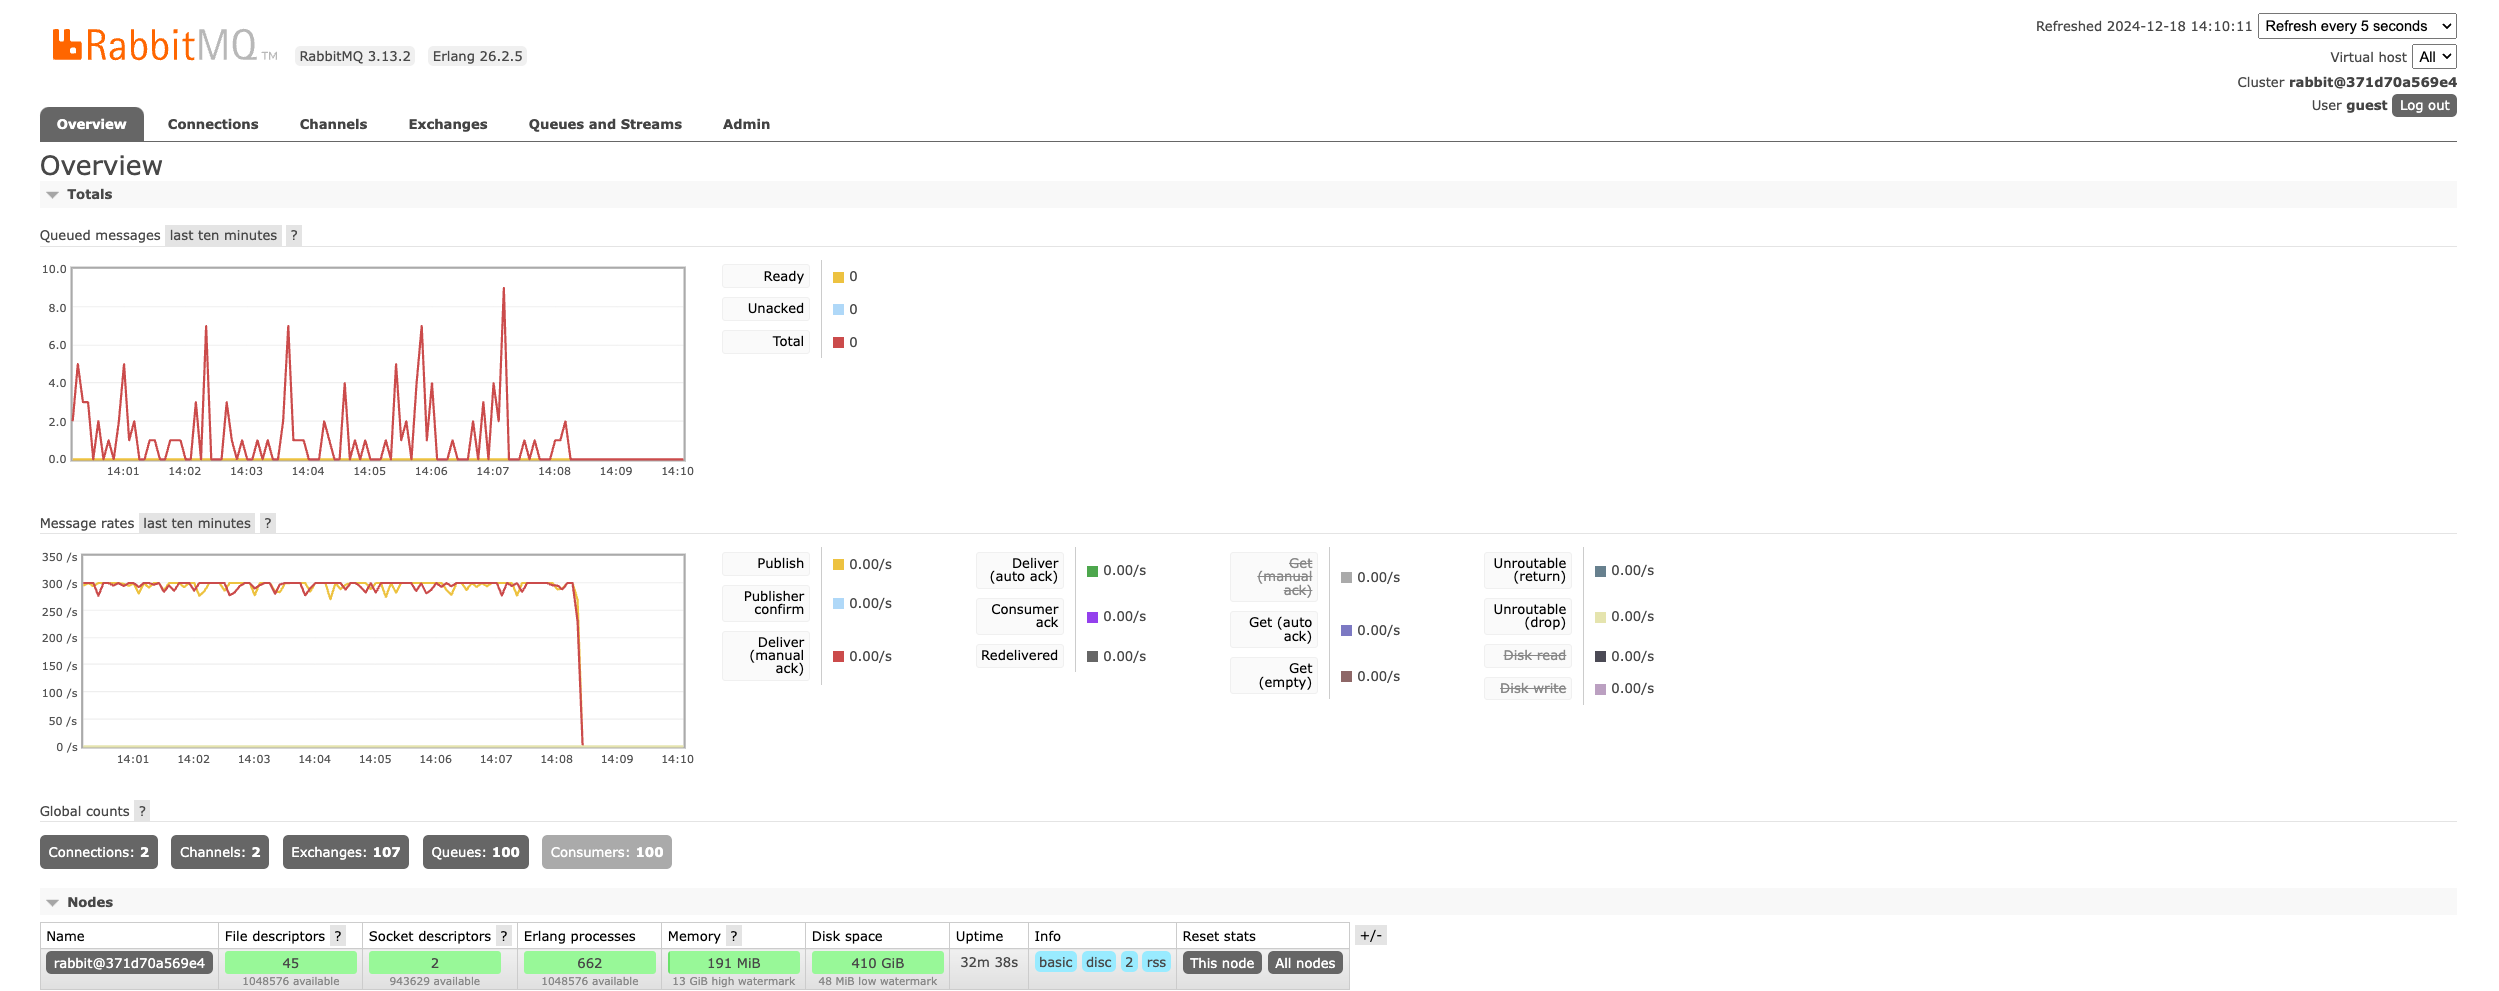 RabbitMQ TM RabbitMQ 3.13.2 Erlang 26.2.5
Refreshed 2024-12-18 14:10:11 Refresh every 5 seconds
Virtual host All
Cluster rabbit@371d70a569e4
User guest Log out
Overview Connections Channels Exchanges Queues and Streams Admin
Overview
Totals
Queued messages last ten minutes ?
10.0
8.0
6.0
4.0
2.0
0.0
14:01 14:02 14:03 14:04 14:05 14:06 14:07 14:08 14:09 14:10
Ready 0
Unacked 0
Total 0
Message rates last ten minutes ?
350 /s
300 /s
250 /s
200 /s
150 /s
100 /s
50 /s
0 /s
14:01 14:02 14:03 14:04 14:05 14:06 14:07 14:08 14:09 14:10
Publish 0.00/s
Publisher
confirm 0.00/s
Deliver
(manual
ack) 0.00/s
Deliver
(auto ack) 0.00/s
Consumer
ack 0.00/s
Redelivered 0.00/s
Get
(manual
ack) 0.00/s
Get (auto
ack) 0.00/s
Get
(empty) 0.00/s
Unroutable
(return) 0.00/s
Unroutable
(drop) 0.00/s
Disk read 0.00/s
Disk write 0.00/s
Global counts ?
Connections: 2 Channels: 2 Exchanges: 107 Queues: 100 Consumers: 100
Nodes
Name File descriptors ? Socket descriptors ? Erlang processes Memory ? Disk space Uptime Info Reset stats +/-
rabbit@371d70a569e4 45 2 662 191 MiB 410 GiB 32m 38s basic disc 2 rss This node All nodes
1048576 available 943629 available 1048576 available 13 GiB high watermark 48 MiB low watermark